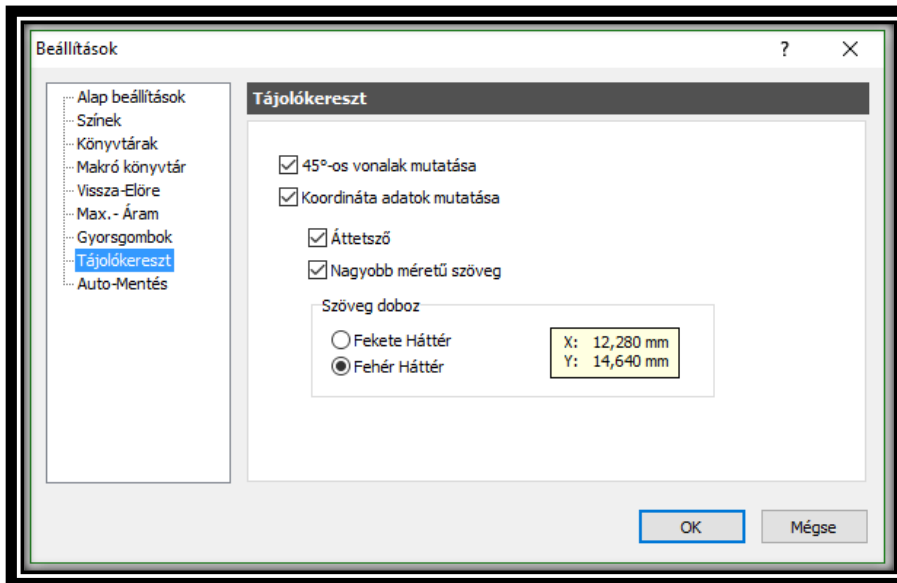 Beállítások
?
Alap beállítások
Színek
Könyvtárak
Makró könyvtár
Vissza-Elöre
Max.- Áram
Gyorsgombok
Tájolókereszt
Auto-Mentés
Tájolókereszt
45°-os vonalak mutatása
Koordináta adatok mutatása
Áttetsző
Nagyobb méretű szöveg
Szöveg doboz
Fekete Háttér
Fehér Háttér
X: 12,280 mm
Y: 14,640 mm
OK
Mégse